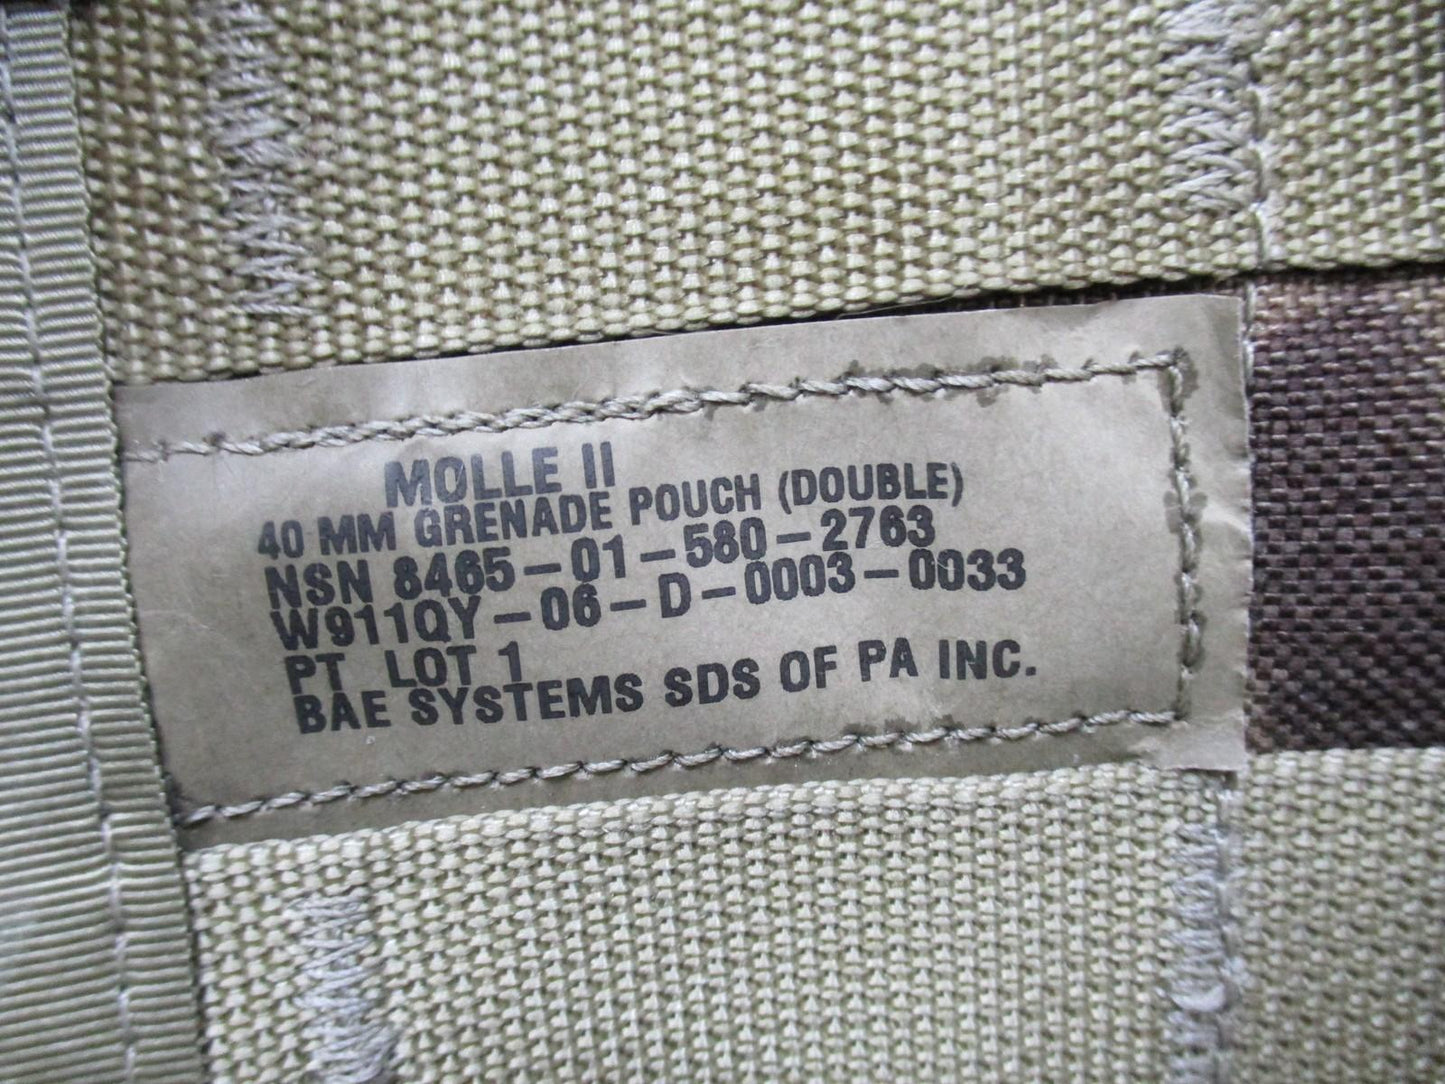 MOLLE II
40 MM GRENADE POUCH (DOUBLE)
NSN 8465-01-580-2763
W911QY-06-D-0003-0033
PT LOT 1
BAE SYSTEMS SDS OF PA INC.